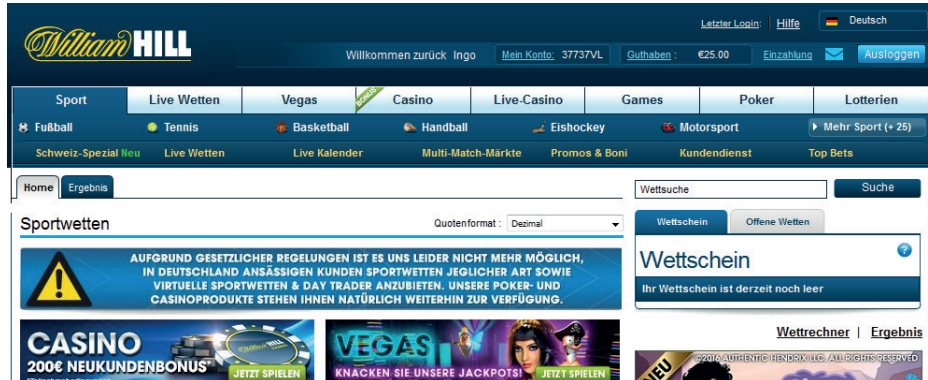 Letzter Login: Hilfe Deutsch
William HILL
Willkommen zurück Ingo Mein Konto: 37737VL Guthaben : €25.00 Einzahlung Ausloggen
Sport Live Wetten Vegas BONUS Casino Live-Casino Games Poker Lotterien
Fußball Tennis Basketball Handball Eishockey Motorsport Mehr Sport (+ 25)
Schweiz-Spezial Neu Live Wetten Live Kalender Multi-Match-Märkte Promos & Boni Kundendienst Top Bets
Home Ergebnis
Wettsuche Suche
Sportwetten Quotenformat : Dezimal
Wettschein Offene Wetten
AUFGRUND GESETZLICHER REGELUNGEN IST ES UNS LEIDER NICHT MEHR MÖGLICH,
IN DEUTSCHLAND ANSÄSSIGEN KUNDEN SPORTWETTEN JEGLICHER ART SOWIE
VIRTUELLE SPORTWETTEN & DAY TRADER ANZUBIETEN. UNSERE POKER- UND
CASINOPRODUKTE STEHEN IHNEN NATÜRLICH WEITERHIN ZUR VERFÜGUNG.
Wettschein ?
Ihr Wettschein ist derzeit noch leer
Wettrechner | Ergebnis
CASINO
200€ NEUKUNDENBONUS*
William HILL
JETZT SPIELEN
VEGAS
KNACKEN SIE UNSERE JACKPOTS! JETZT SPIELEN
NEU
©2016 AUTHENTIC HENDRIX LLC. ALL RIGHTS RESERVED